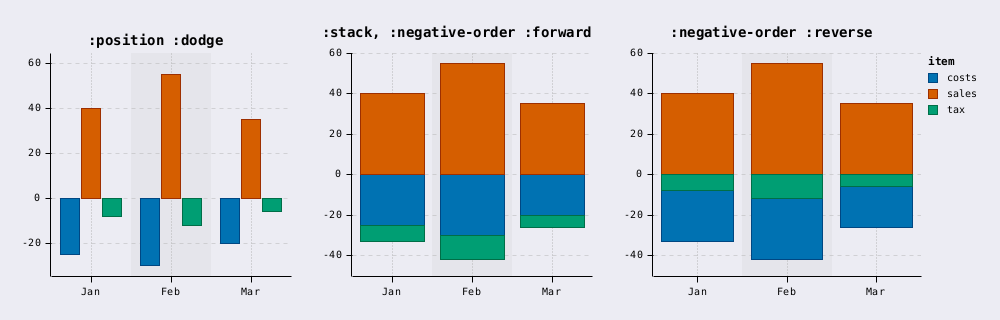 :position :dodge
60
40
20
0
-20
Jan Feb Mar
:stack, :negative-order :forward
60
40
20
0
-20
-40
Jan Feb Mar
:negative-order :reverse
60
40
20
0
-20
-40
Jan Feb Mar
item
costs
sales
tax